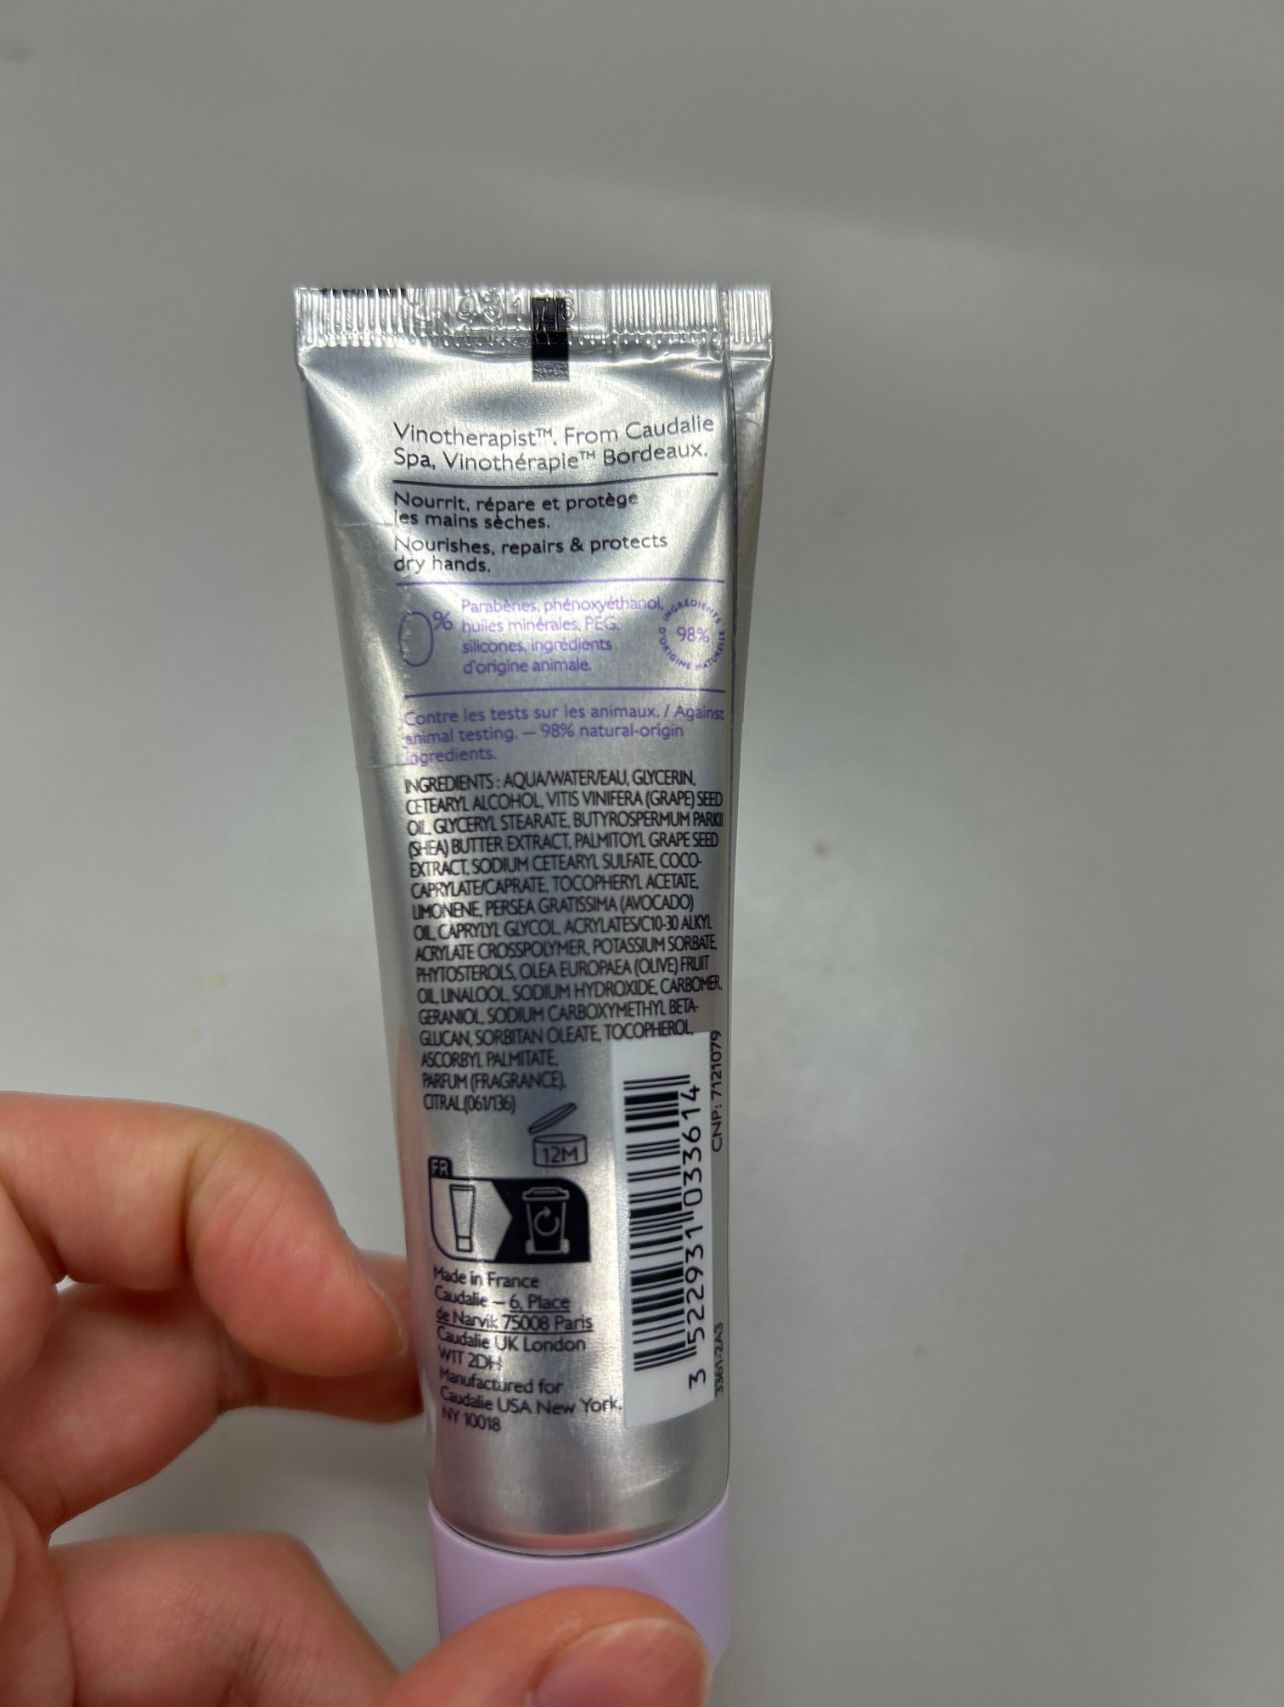 Vinotherapist™. From Caudalie
Spa, Vinothérapie™ Bordeaux.
Nourrit, répare et protège
les mains sèches.
Nourishes, repairs & protects
dry hands.
0%
Parabènes, phénoxyéthanol,
huiles minérales, PEG,
silicones, ingrédients
d'origine animale.
98%
INGRÉDIENTS D'ORIGINE NATURELLE
Contre les tests sur les animaux. / Against
animal testing. – 98% natural-origin
ingredients.
INGREDIENTS : AQUA/WATER/EAU, GLYCERIN,
CETEARYL ALCOHOL, VITIS VINIFERA (GRAPE) SEED
OIL, GLYCERYL STEARATE, BUTYROSPERMUM PARKII
(SHEA) BUTTER EXTRACT, PALMITOYL GRAPE SEED
EXTRACT, SODIUM CETEARYL SULFATE, COCO-
CAPRYLATE/CAPRATE, TOCOPHERYL ACETATE,
LIMONENE, PERSEA GRATISSIMA (AVOCADO)
OIL, CAPRYLYL GLYCOL, ACRYLATES/C10-30 ALKYL
ACRYLATE CROSSPOLYMER, POTASSIUM SORBATE,
PHYTOSTEROLS, OLEA EUROPAEA (OLIVE) FRUIT
OIL, LINALOOL, SODIUM HYDROXIDE, CARBOMER,
GERANIOL, SODIUM CARBOXYMETHYL BETA-
GLUCAN, SORBITAN OLEATE, TOCOPHEROL,
ASCORBYL PALMITATE,
PARFUM (FRAGRANCE),
CITRAL.(061/136)
12M
FR
Made in France
Caudalie – 6, Place
de Narvik 75008 Paris
Caudalie UK London
W1T 2DH
Manufactured for
Caudalie USA New York,
NY 10018
3 522931 033614
CNP: 7121079
3361-2A3